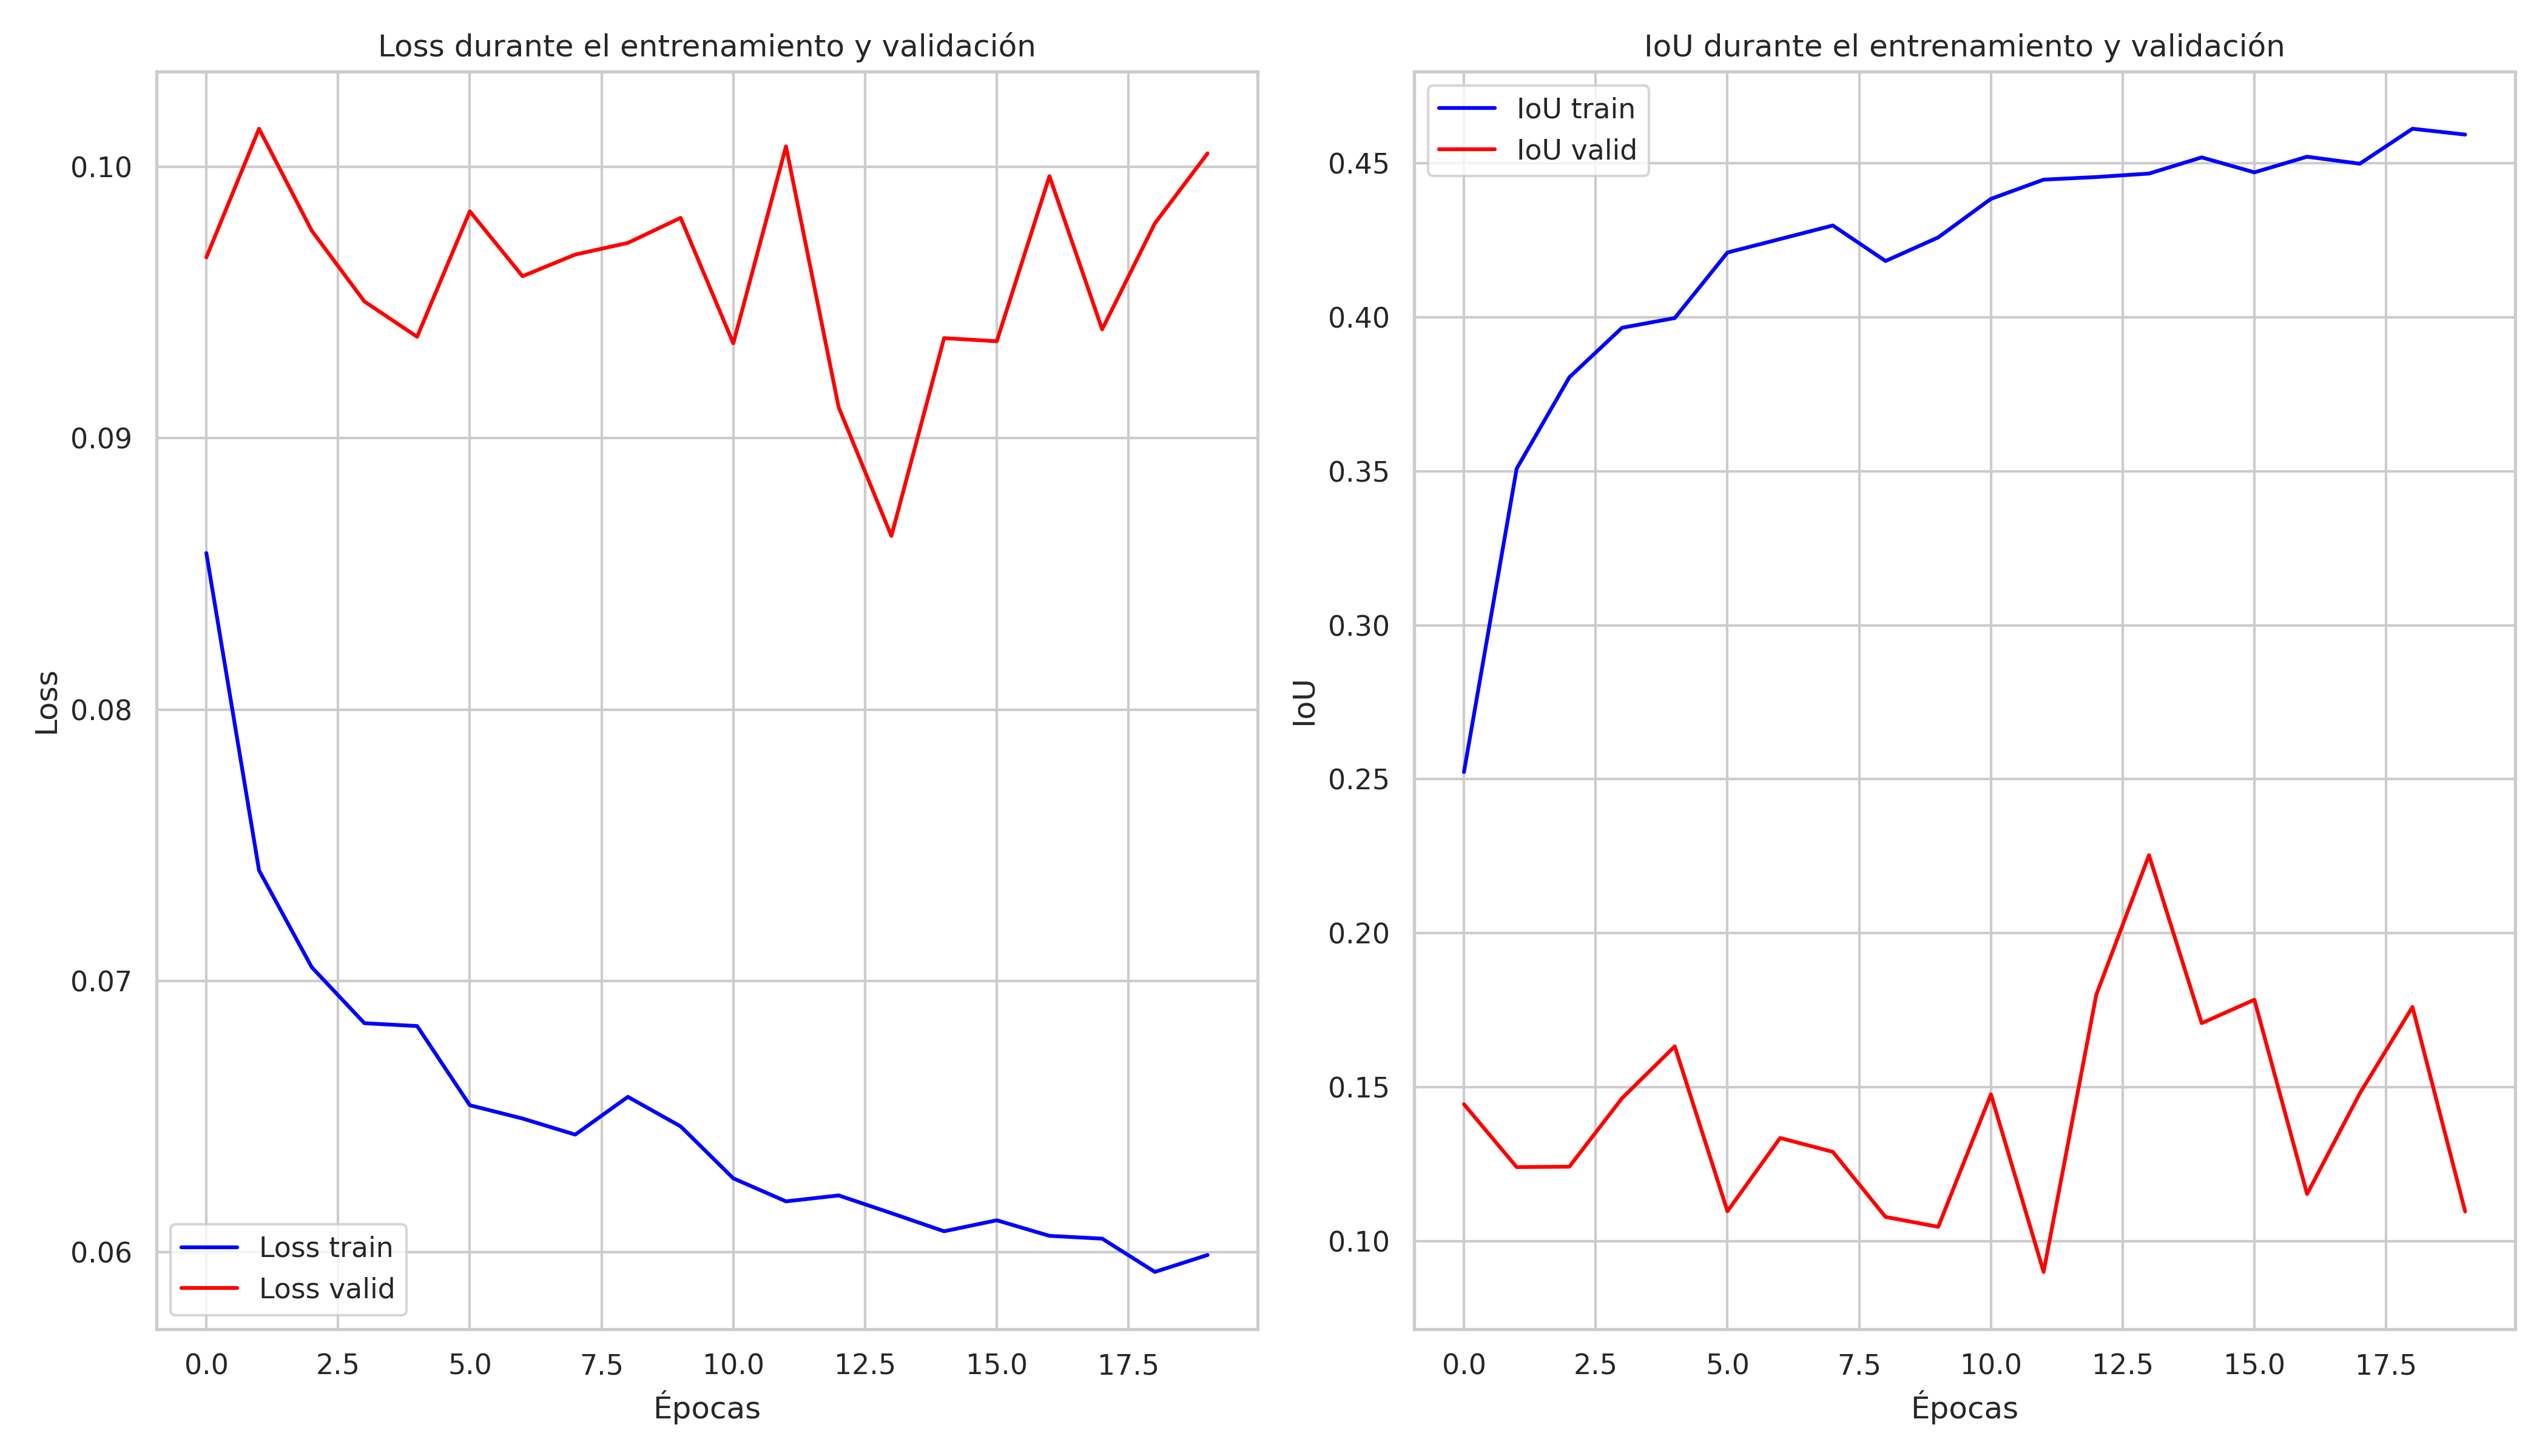 Loss durante el entrenamiento y validación
0.10
0.09
0.08
0.07
0.06
Loss
Loss train
Loss valid
0.0 2.5 5.0 7.5 10.0 12.5 15.0 17.5
Épocas
IoU durante el entrenamiento y validación
IoU train
IoU valid
0.45
0.40
0.35
0.30
0.25
0.20
0.15
0.10
IoU
0.0 2.5 5.0 7.5 10.0 12.5 15.0 17.5
Épocas